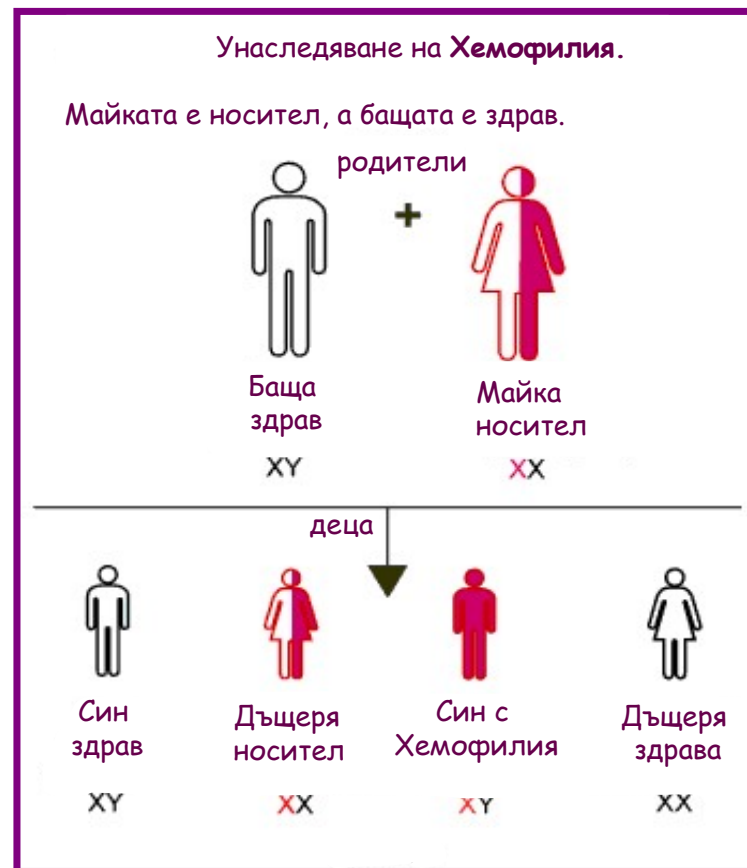 Унаследяване на Хемофилия.
Майката е носител, а бащата е здрав.
родители
+
Баща
здрав
XY
Майка
носител
XX
деца
Син
здрав
XY
Дъщеря
носител
XX
Син с
Хемофилия
XY
Дъщеря
здрава
XX